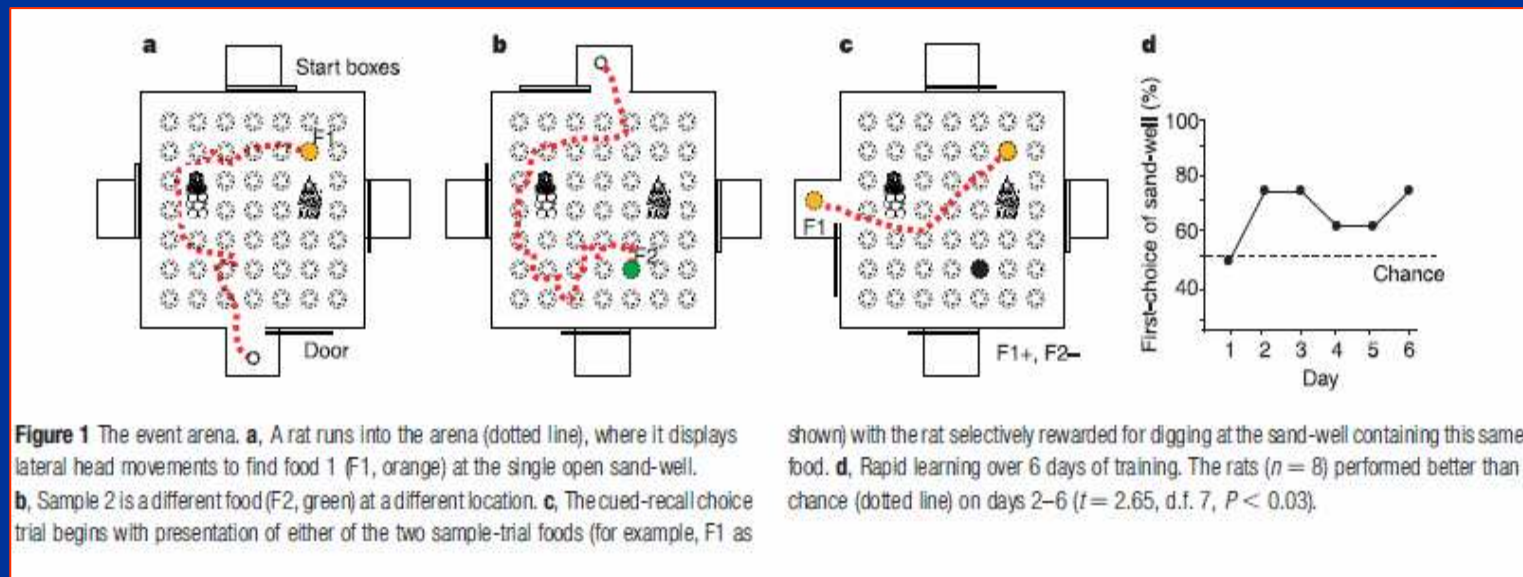 a
Start boxes
F1
Door
b
F2
c
F1
F1+, F2–
d
First-choice of sand-well (%)
100
80
60
40
Chance
1 2 3 4 5 6
Day
Figure 1 The event arena. a, A rat runs into the arena (dotted line), where it displays
lateral head movements to find food 1 (F1, orange) at the single open sand-well.
b, Sample 2 is a different food (F2, green) at a different location. c, The cued-recall choice
trial begins with presentation of either of the two sample-trial foods (for example, F1 as
shown) with the rat selectively rewarded for digging at the sand-well containing this same
food. d, Rapid learning over 6 days of training. The rats (n = 8) performed better than
chance (dotted line) on days 2–6 (t = 2.65, d.f. 7, P < 0.03).